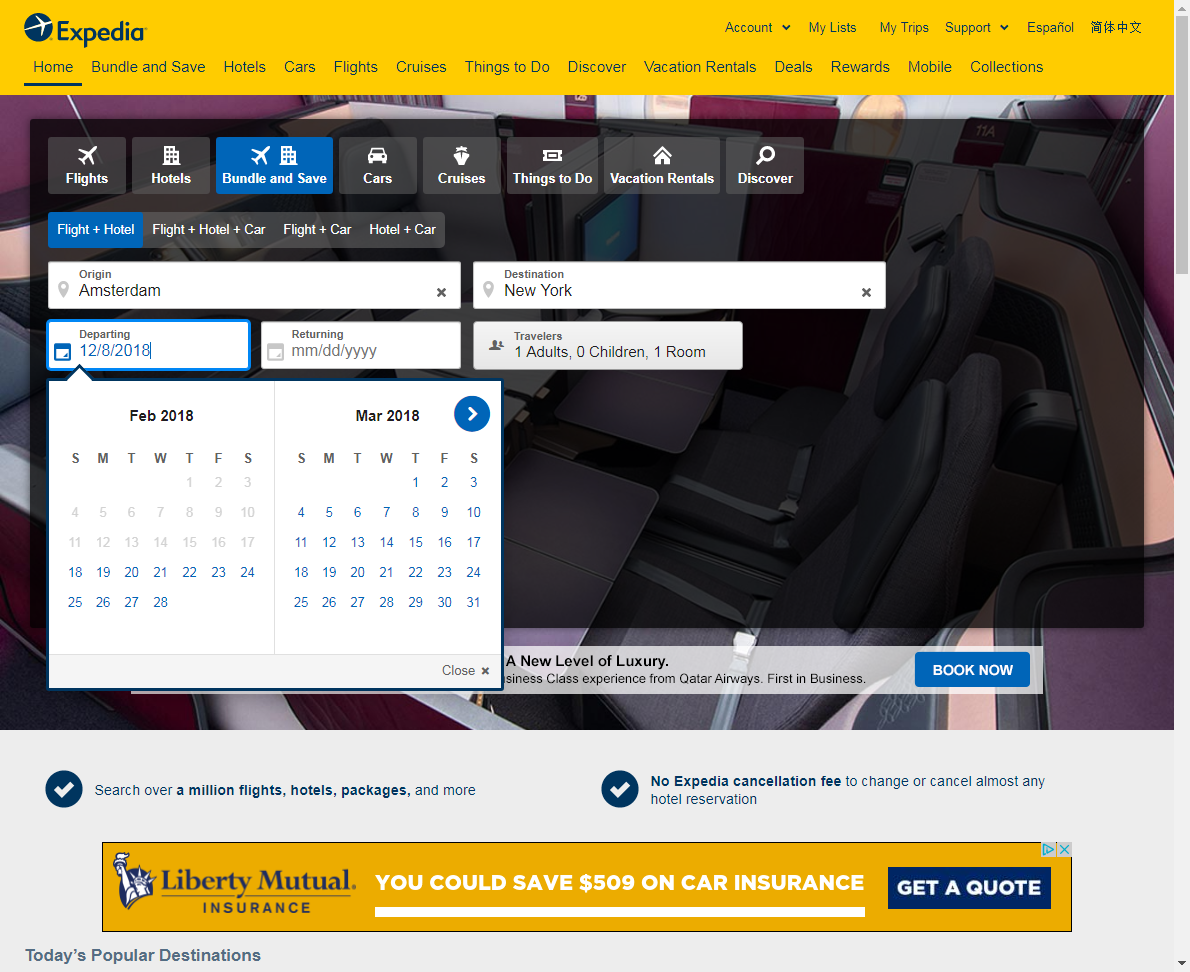 Expedia
Account My Lists My Trips Support Español 简体中文
Home Bundle and Save Hotels Cars Flights Cruises Things to Do Discover Vacation Rentals Deals Rewards Mobile Collections
11A
Flights Hotels Bundle and Save Cars Cruises Things to Do Vacation Rentals Discover
Flight + Hotel Flight + Hotel + Car Flight + Car Hotel + Car
Origin
Amsterdam
Destination
New York
Departing
12/8/2018
Returning
mm/dd/yyyy
Travelers
1 Adults, 0 Children, 1 Room
Feb 2018
S M T W T F S
1 2 3
4 5 6 7 8 9 10
11 12 13 14 15 16 17
18 19 20 21 22 23 24
25 26 27 28
Mar 2018
S M T W T F S
1 2 3
4 5 6 7 8 9 10
11 12 13 14 15 16 17
18 19 20 21 22 23 24
25 26 27 28 29 30 31
Close
A New Level of Luxury.
Class experience from Qatar Airways. First in Business.
BOOK NOW
Search over a million flights, hotels, packages, and more
No Expedia cancellation fee to change or cancel almost any
hotel reservation
Liberty Mutual.
INSURANCE
YOU COULD SAVE $509 ON CAR INSURANCE
GET A QUOTE
Today's Popular Destinations